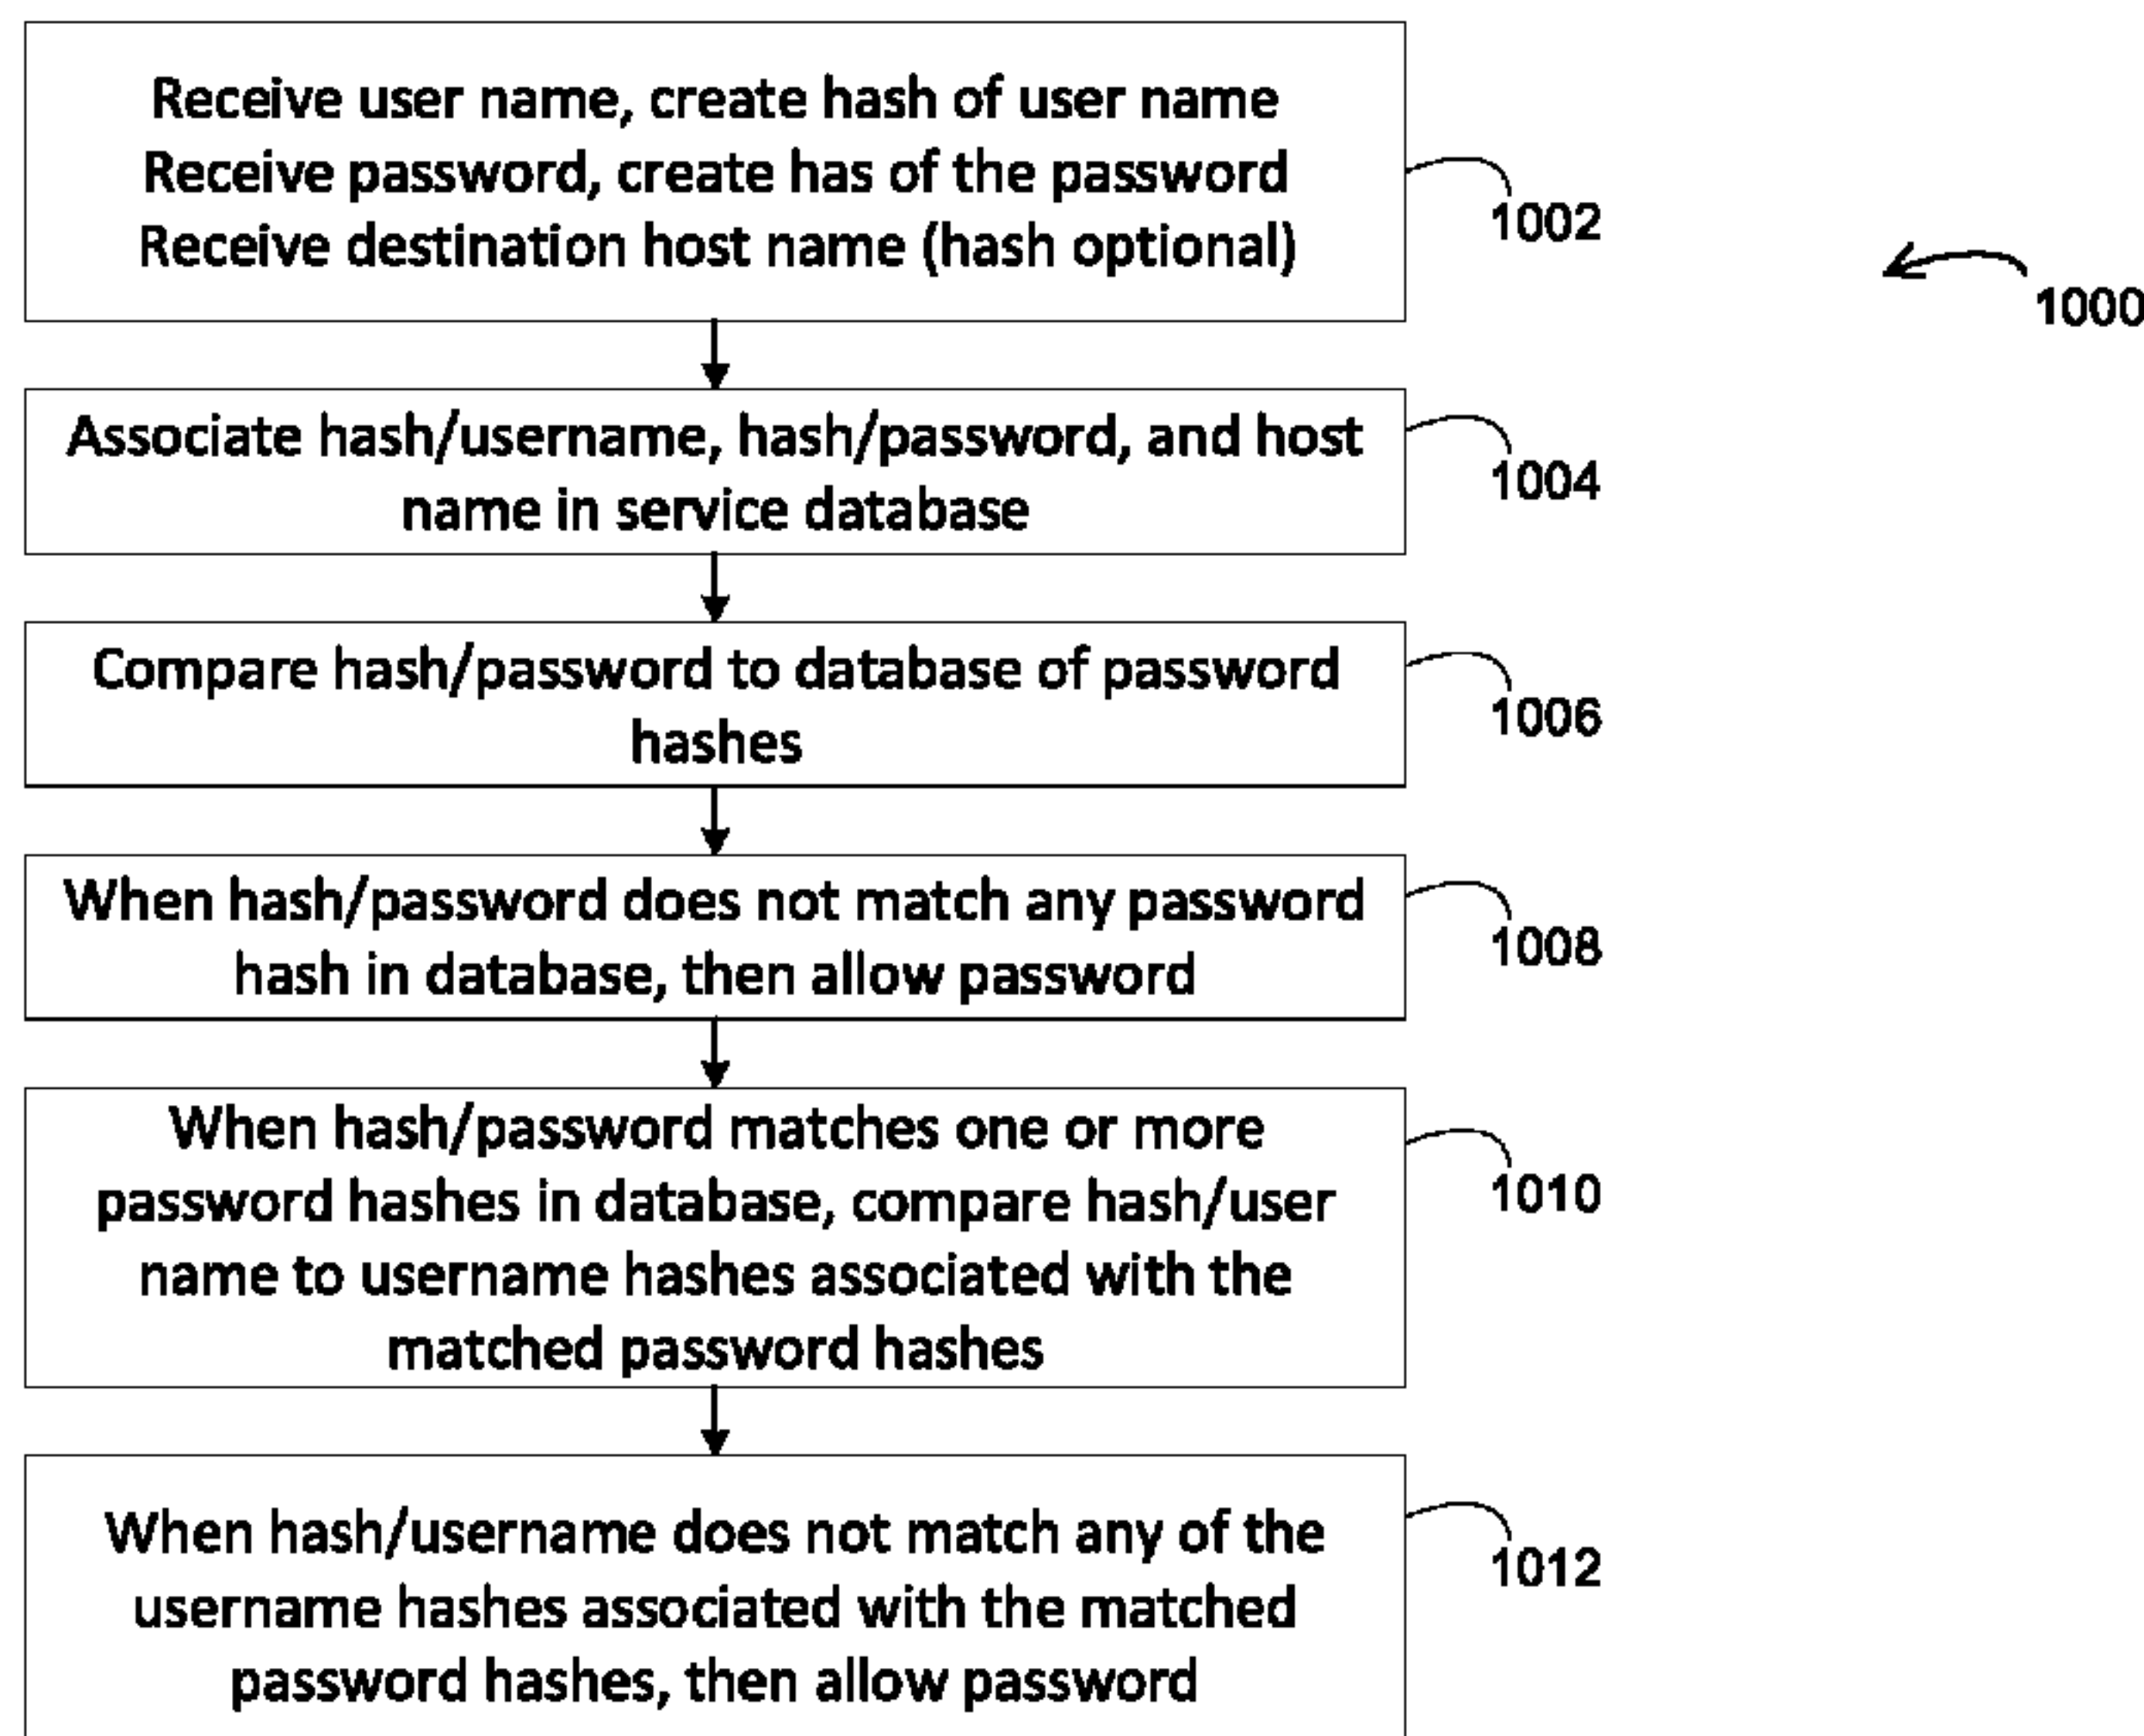 Receive user name, create hash of user name
Receive password, create has of the password
Receive destination host name (hash optional)
1002
1000
Associate hash/username, hash/password, and host
name in service database
1004
Compare hash/password to database of password
hashes
1006
When hash/password does not match any password
hash in database, then allow password
1008
When hash/password matches one or more
password hashes in database, compare hash/user
name to username hashes associated with the
matched password hashes
1010
When hash/username does not match any of the
username hashes associated with the matched
password hashes, then allow password
1012